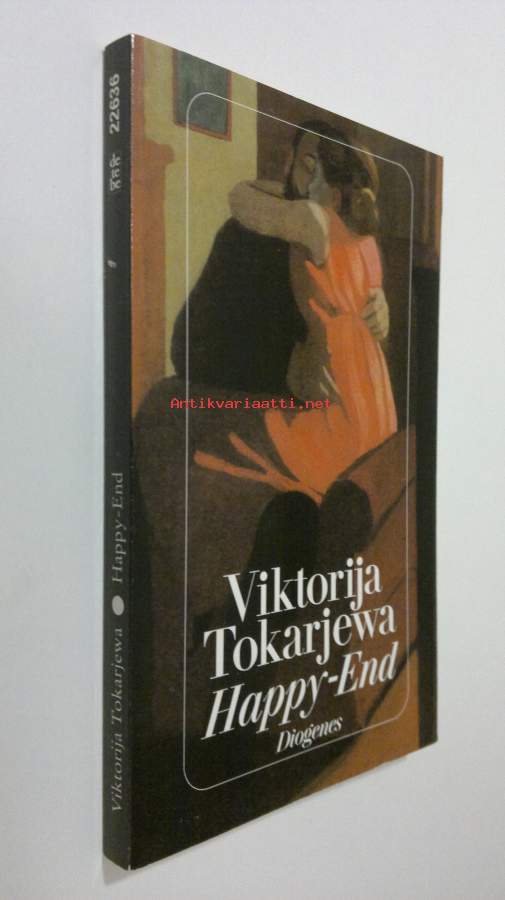 Viktorija
Tokarjewa
Happy-End
Diogenes
Viktorija Tokarjewa ● Happy-End
22636
Antikvariaatti.net